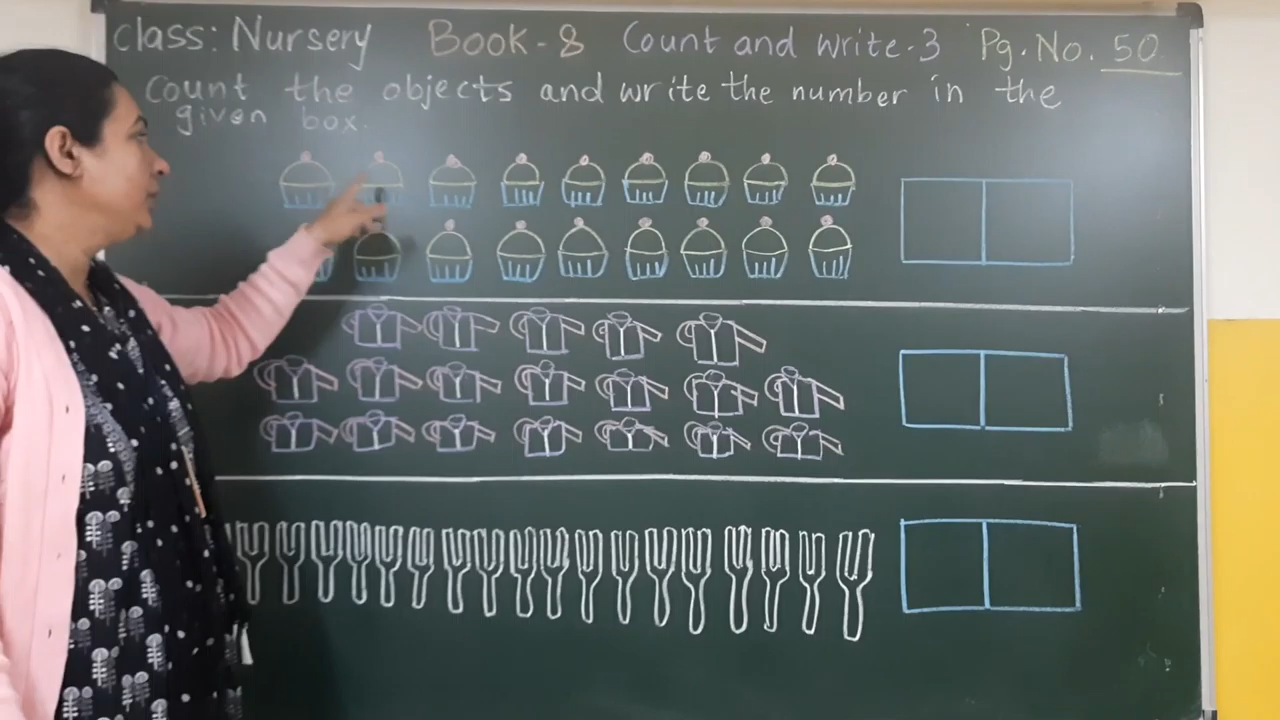 class: Nursery Book-8 Count and write-3 Pg. No. 50
Count the objects and write the number in the
given box.